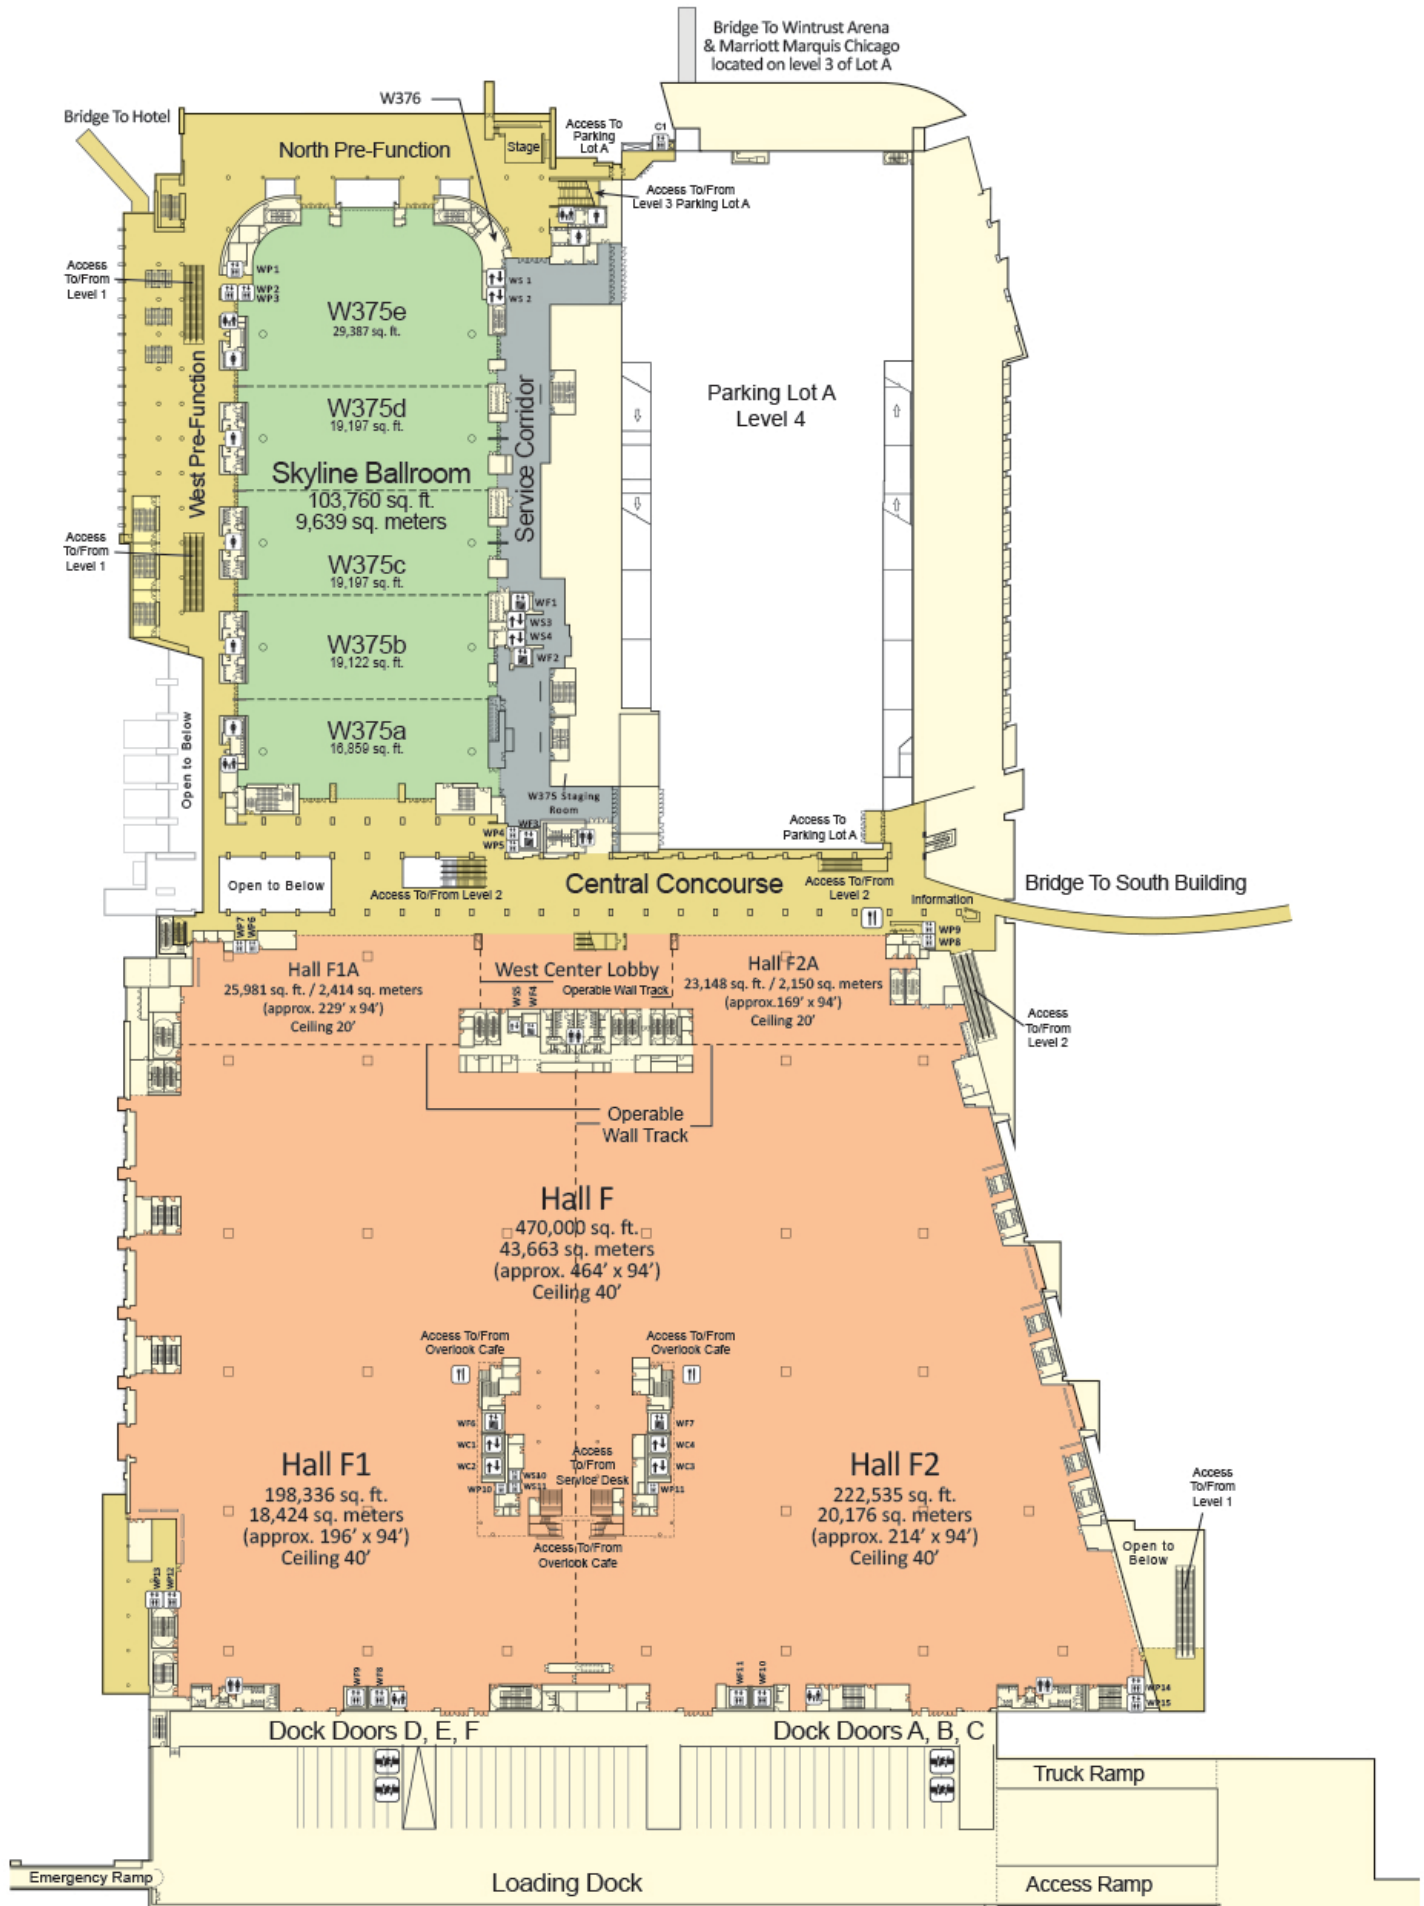 Bridge To Wintrust Arena
& Marriott Marquis Chicago
located on level 3 of Lot A
W376
Bridge To Hotel
North Pre-Function
Stage
Access To
Parking
Lot A
C1
Access To/From
Level 3 Parking Lot A
Access
To/From
Level 1
WP1
WP2
WP3
WS 1
WS 2
W375e
29,387 sq. ft.
West Pre-Function
Service Corridor
W375d
19,197 sq. ft.
Parking Lot A
Level 4
Skyline Ballroom
103,760 sq. ft.
9,639 sq. meters
Access
To/From
Level 1
W375c
19,197 sq. ft.
WF1
WS3
WS4
WF2
W375b
19,122 sq. ft.
Open to Below
W375a
16,859 sq. ft.
W375 Staging
Room
WF3
WP4
WP5
Access To
Parking Lot A
Open to Below
Access To/From Level 2
Central Concourse
Access To/From
Level 2
Information
Bridge To South Building
WP7
WP6
WP9
WP8
Hall F1A
25,981 sq. ft. / 2,414 sq. meters
(approx. 229' x 94')
Ceiling 20'
West Center Lobby
Operable Wall Track
WS5
WF4
Hall F2A
23,148 sq. ft. / 2,150 sq. meters
(approx.169' x 94')
Ceiling 20'
Access
To/From
Level 2
Operable
Wall Track
Hall F
470,000 sq. ft.
43,663 sq. meters
(approx. 464' x 94')
Ceiling 40'
Access To/From
Overlook Cafe
Access To/From
Overlook Cafe
WF6
WC1
WC2
WP10
WS10
WS11
WF7
WC4
WC3
WP11
Access
To/From
Service Desk
Access To/From
Overlook Cafe
Hall F1
198,336 sq. ft.
18,424 sq. meters
(approx. 196' x 94')
Ceiling 40'
Hall F2
222,535 sq. ft.
20,176 sq. meters
(approx. 214' x 94')
Ceiling 40'
Access
To/From
Level 1
Open to
Below
WP13
WP12
WF9
WF8
WF11
WF10
WP14
WP15
Dock Doors D, E, F
Dock Doors A, B, C
Truck Ramp
Emergency Ramp
Loading Dock
Access Ramp